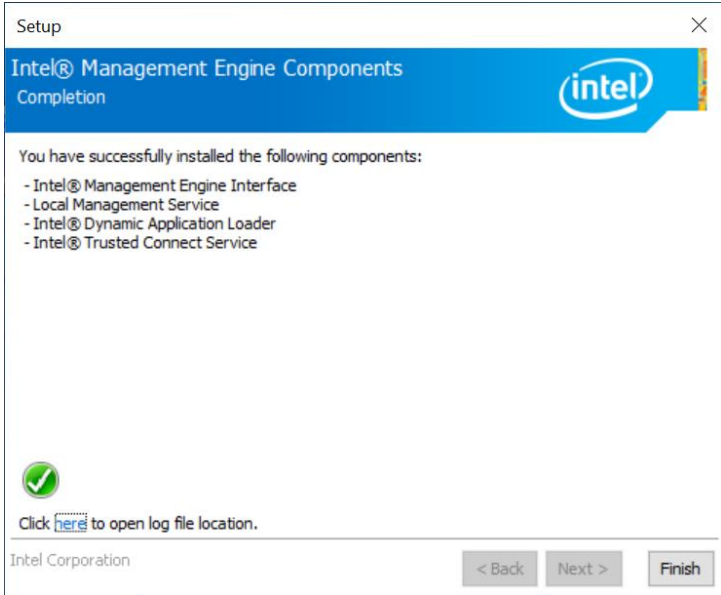 Setup
Intel® Management Engine Components
Completion
intel
You have successfully installed the following components:
- Intel® Management Engine Interface
- Local Management Service
- Intel® Dynamic Application Loader
- Intel® Trusted Connect Service
Click here to open log file location.
Intel Corporation
< Back Next > Finish